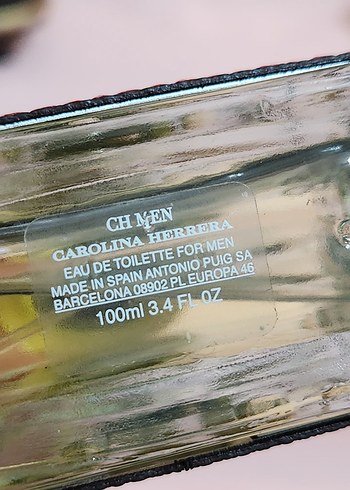 CH MEN
CAROLINA HERRERA
EAU DE TOILETTE FOR MEN
MADE IN SPAIN ANTONIO PUIG SA
BARCELONA 08902 PL EUROPA 46
100ml 3.4 FL OZ